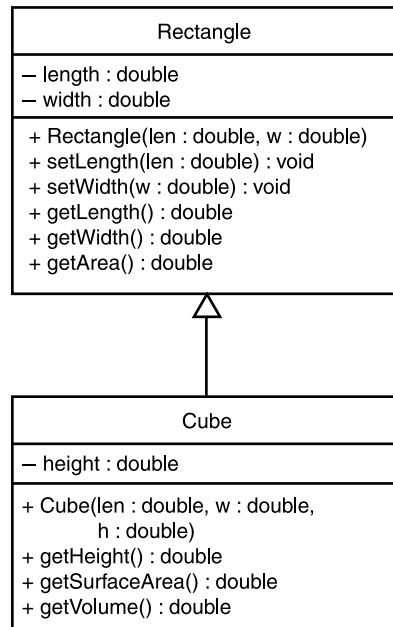 Rectangle
– length : double
– width : double
+ Rectangle(len : double, w : double)
+ setLength(len : double) : void
+ setWidth(w : double) : void
+ getLength() : double
+ getWidth() : double
+ getArea() : double
Cube
– height : double
+ Cube(len : double, w : double,
h : double)
+ getHeight() : double
+ getSurfaceArea() : double
+ getVolume() : double